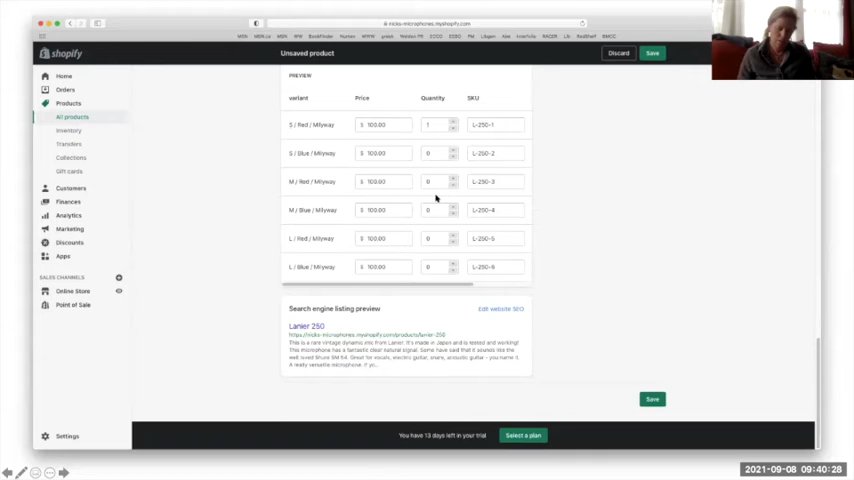 nicks-microphones.myshopify.com
shopify
Unsaved product
Discard
Save
Home
Orders
Products
All products
Inventory
Transfers
Collections
Gift cards
Customers
Finances
Analytics
Marketing
Discounts
Apps
SALES CHANNELS
Online Store
Point of Sale
Settings
PREVIEW
variant Price Quantity SKU
S / Red / Milyway $ 100.00 1 L-250-1
S / Blue / Milyway $ 100.00 0 L-250-2
M / Red / Milyway $ 100.00 0 L-250-3
M / Blue / Milyway $ 100.00 0 L-250-4
L / Red / Milyway $ 100.00 0 L-250-5
L / Blue / Milyway $ 100.00 0 L-250-6
Search engine listing preview
Edit website SEO
Lanier 250
https://nicks-microphones.myshopify.com/products/lanier-250
This is a rare vintage dynamic mic from Lanier. It's made in Japan and is tested and working!
This microphone has a fantastic clear natural signal. Some have said that it sounds like the
well loved Shure SM 64. Great for vocals, electric guitar, snare, acoustic guitar - you name it.
A really versatile microphone. If yo...
Save
You have 13 days left in your trial
Select a plan
2021-09-08 09:40:28